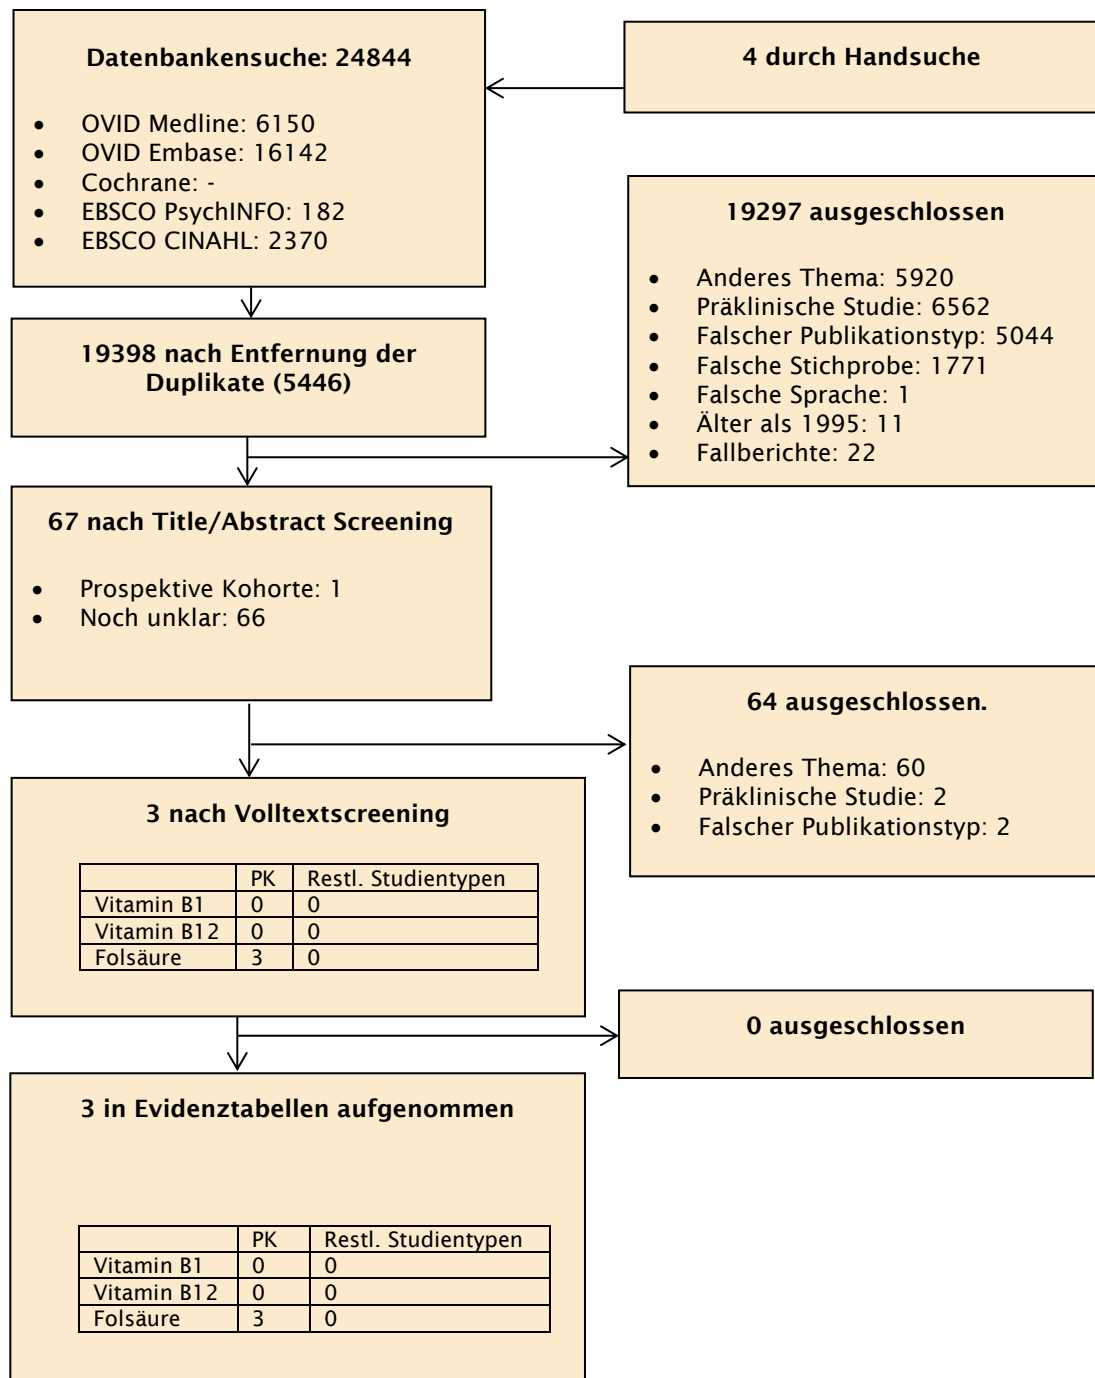 Datenbankensuche: 24844
• OVID Medline: 6150
• OVID Embase: 16142
• Cochrane: -
• EBSCO PsychINFO: 182
• EBSCO CINAHL: 2370
4 durch Handsuche
19398 nach Entfernung der
Duplikate (5446)
19297 ausgeschlossen
• Anderes Thema: 5920
• Präklinische Studie: 6562
• Falscher Publikationstyp: 5044
• Falsche Stichprobe: 1771
• Falsche Sprache: 1
• Älter als 1995: 11
• Fallberichte: 22
67 nach Title/Abstract Screening
• Prospektive Kohorte: 1
• Noch unklar: 66
64 ausgeschlossen.
• Anderes Thema: 60
• Präklinische Studie: 2
• Falscher Publikationstyp: 2
3 nach Volltextscreening
PK Restl. Studientypen
Vitamin B1 0 0
Vitamin B12 0 0
Folsäure 3 0
0 ausgeschlossen
3 in Evidenztabellen aufgenommen
PK Restl. Studientypen
Vitamin B1 0 0
Vitamin B12 0 0
Folsäure 3 0